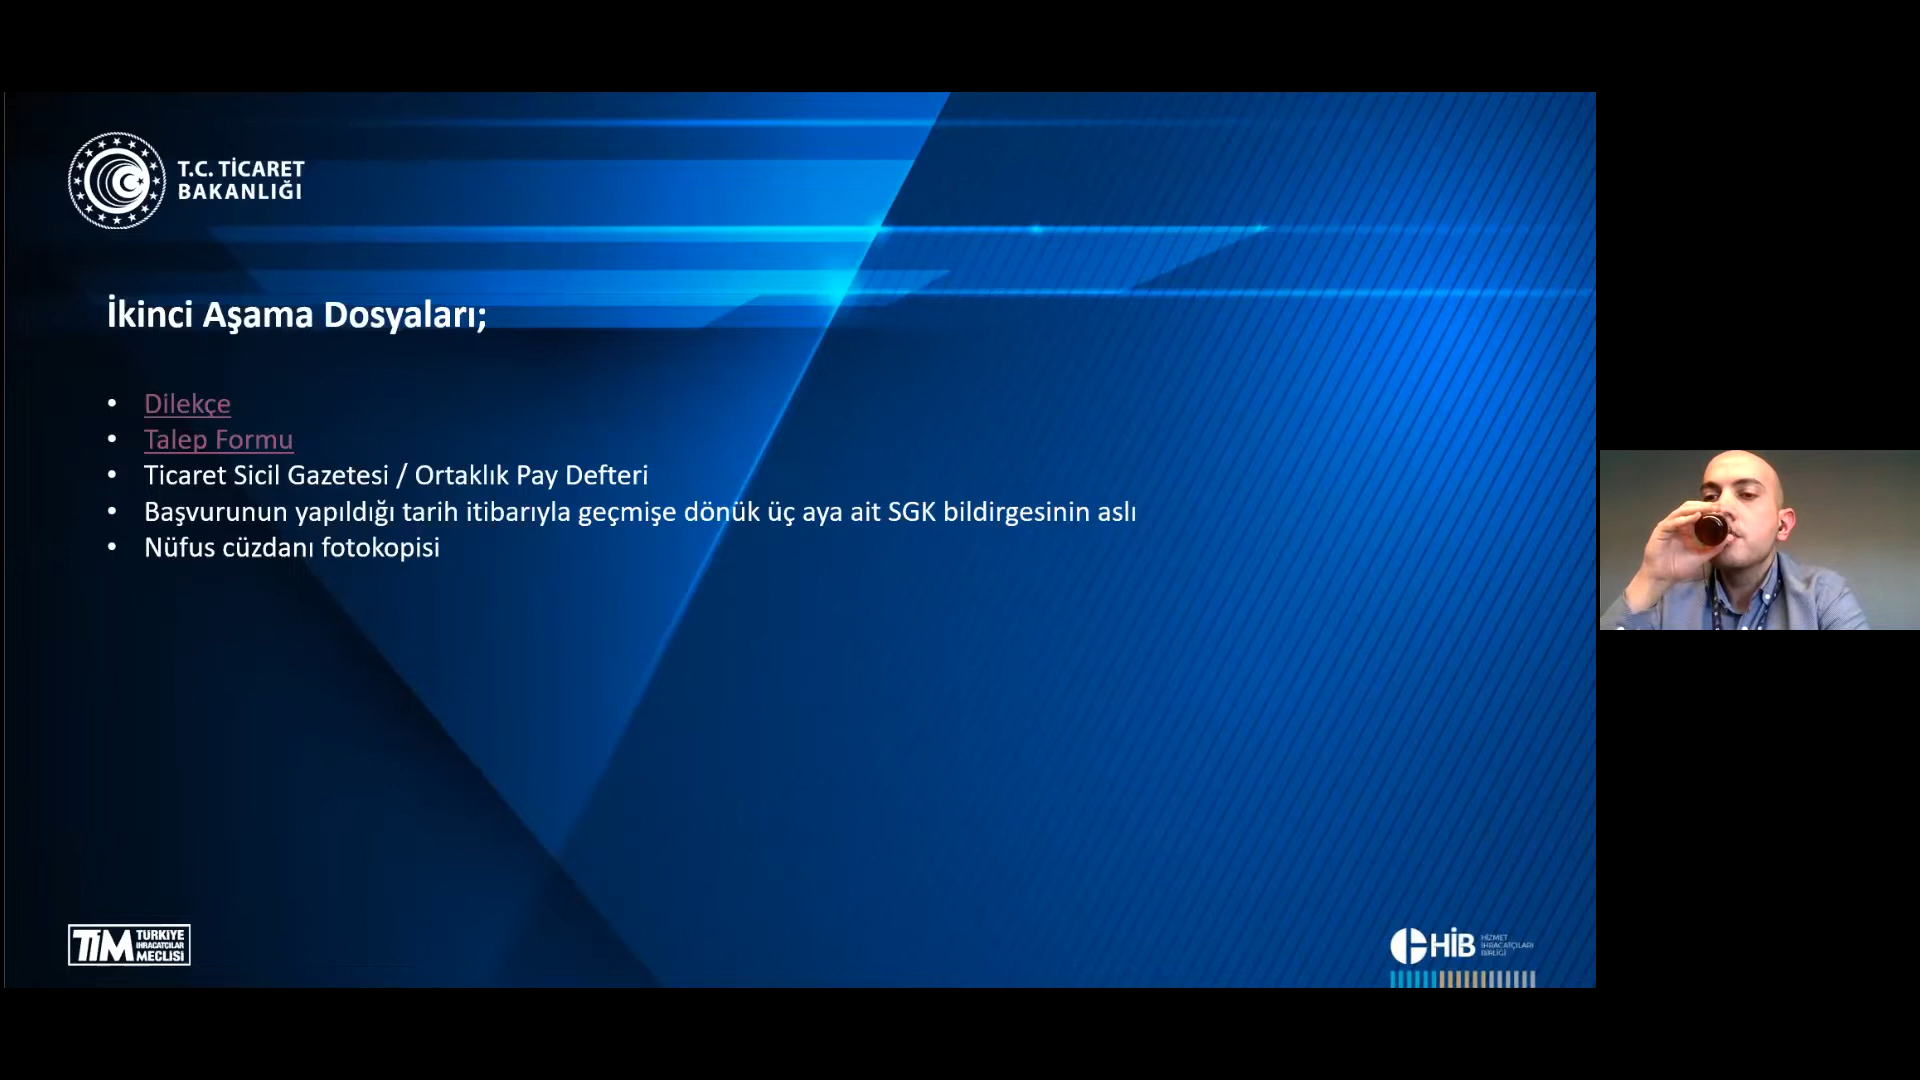 T.C. TİCARET
BAKANLIĞI
İkinci Aşama Dosyaları;
• Dilekçe
• Talep Formu
• Ticaret Sicil Gazetesi / Ortaklık Pay Defteri
• Başvurunun yapıldığı tarih itibarıyla geçmişe dönük üç aya ait SGK bildirgesinin aslı
• Nüfus cüzdanı fotokopisi
TİM TÜRKİYE
İHRACATÇILAR
MECLİSİ
HİB HİZMET
İHRACATÇILARI
BİRLİĞİ